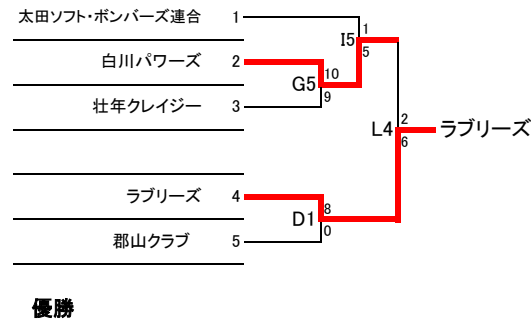 太田ソフト・ボンバーズ連合 1
1
I5
5
白川パワーズ 2
10
G5
9
壮年クレイジー 3
2
L4 ラブリーズ
6
ラブリーズ 4
8
D1
0
郡山クラブ 5
優勝